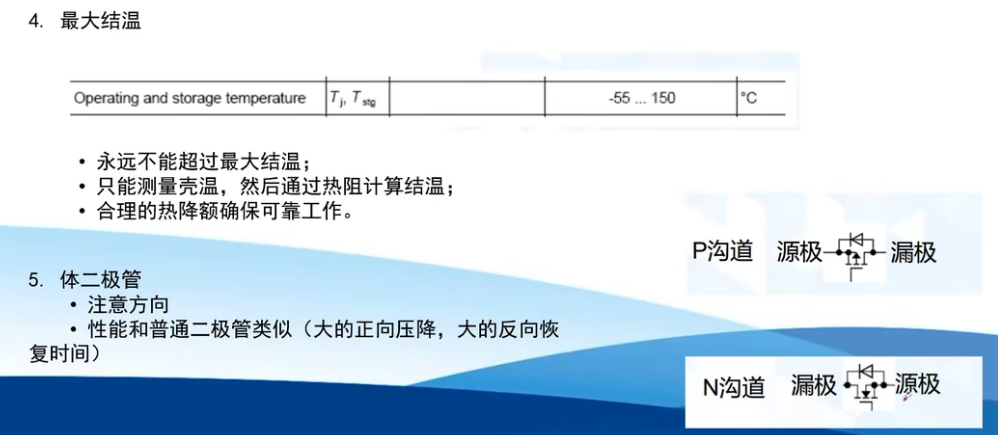 4. 最大结温
Operating and storage temperature Tj, Tstg -55 ... 150 °C
• 永远不能超过最大结温；
• 只能测量壳温，然后通过热阻计算结温；
• 合理的热降额确保可靠工作。
P沟道 源极 漏极
5. 体二极管
• 注意方向
• 性能和普通二极管类似（大的正向压降，大的反向恢
复时间）
N沟道 漏极 源极